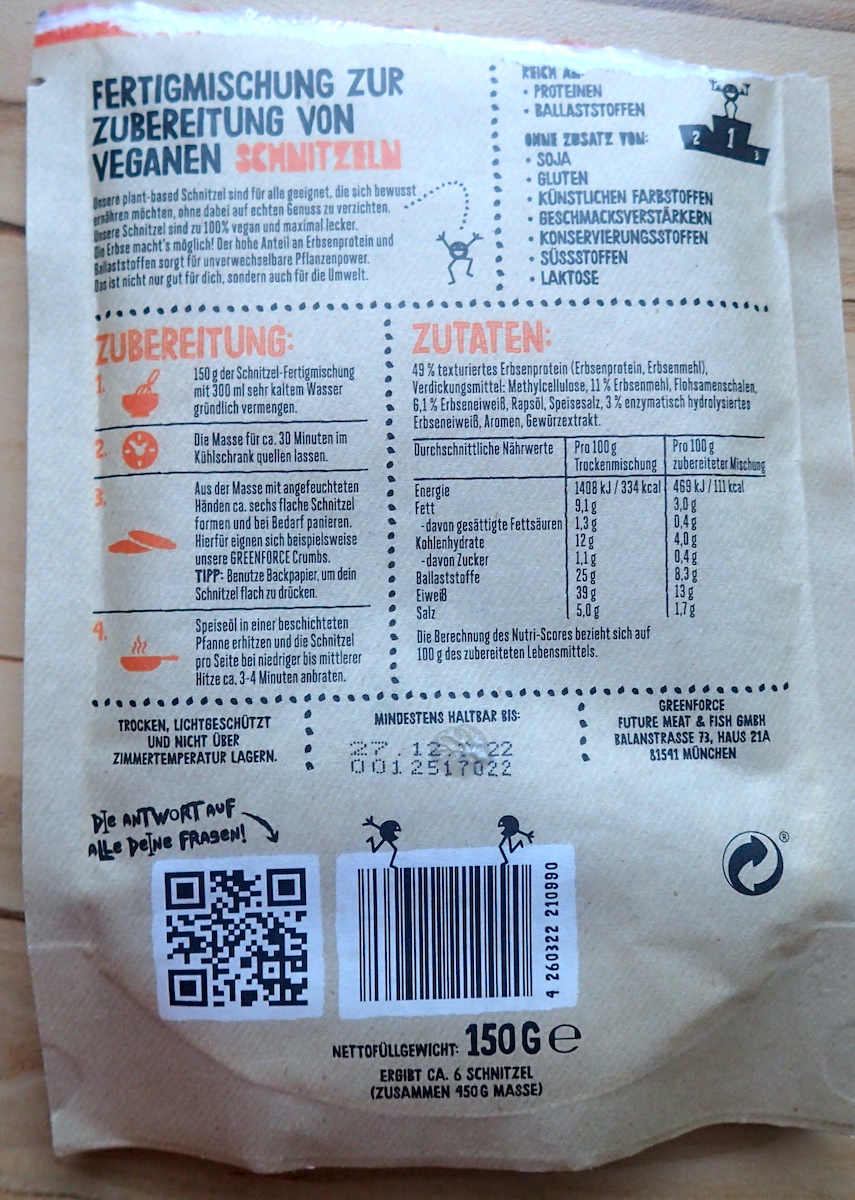 FERTIGMISCHUNG ZUR
ZUBEREITUNG VON
VEGANEN SCHNITZELN
Unsere plant-based Schnitzel sind für alle geeignet, die sich bewusst
ernähren möchten, ohne dabei auf echten Genuss zu verzichten.
Unsere Schnitzel sind zu 100% vegan und maximal lecker.
Die Erbse macht's möglich! Der hohe Anteil an Erbsenprotein und
Ballaststoffen sorgt für unverwechselbare Pflanzenpower.
Das ist nicht nur gut für dich, sondern auch für die Umwelt.
REICH AN
• PROTEINEN
• BALLASTSTOFFEN
OHNE ZUSATZ VON:
• SOJA
• GLUTEN
• KÜNSTLICHEN FARBSTOFFEN
• GESCHMACKSVERSTÄRKERN
• KONSERVIERUNGSSTOFFEN
• SÜSSSTOFFEN
• LAKTOSE
2 1 3
ZUBEREITUNG:
1.
150 g der Schnitzel-Fertigmischung
mit 300 ml sehr kaltem Wasser
gründlich vermengen.
2.
Die Masse für ca. 30 Minuten im
Kühlschrank quellen lassen.
3.
Aus der Masse mit angefeuchteten
Händen ca. sechs flache Schnitzel
formen und bei Bedarf panieren.
Hierfür eignen sich beispielsweise
unsere GREENFORCE Crumbs.
TIPP: Benutze Backpapier, um dein
Schnitzel flach zu drücken.
4.
Speiseöl in einer beschichteten
Pfanne erhitzen und die Schnitzel
pro Seite bei niedriger bis mittlerer
Hitze ca. 3-4 Minuten anbraten.
ZUTATEN:
49 % texturiertes Erbsenprotein (Erbsenprotein, Erbsenmehl),
Verdickungsmittel: Methylcellulose, 11 % Erbsenmehl, Flohsamenschalen,
6,1 % Erbseneiweiß, Rapsöl, Speisesalz, 3 % enzymatisch hydrolysiertes
Erbseneiweiß, Aromen, Gewürzextrakt.
Durchschnittliche Nährwerte Pro 100 g Pro 100 g
Trockenmischung zubereiteter Mischung
Energie 1408 kJ / 334 kcal 469 kJ / 111 kcal
Fett 9,1 g 3,0 g
-davon gesättigte Fettsäuren 1,3 g 0,4 g
Kohlenhydrate 12 g 4,0 g
-davon Zucker 1,1 g 0,4 g
Ballaststoffe 25 g 8,3 g
Eiweiß 39 g 13 g
Salz 5,0 g 1,7 g
Die Berechnung des Nutri-Scores bezieht sich auf
100 g des zubereiteten Lebensmittels.
TROCKEN, LICHTGESCHÜTZT
UND NICHT ÜBER
ZIMMERTEMPERATUR LAGERN.
MINDESTENS HALTBAR BIS:
27.12. 22
0012517022
GREENFORCE
FUTURE MEAT & FISH GMBH
BALANSTRASSE 73, HAUS 21A
81541 MÜNCHEN
DIE ANTWORT AUF
ALLE DEINE FRAGEN!
4 260322 210990
®
NETTOFÜLLGEWICHT: 150 G e
ERGIBT CA. 6 SCHNITZEL
(ZUSAMMEN 450 G MASSE)